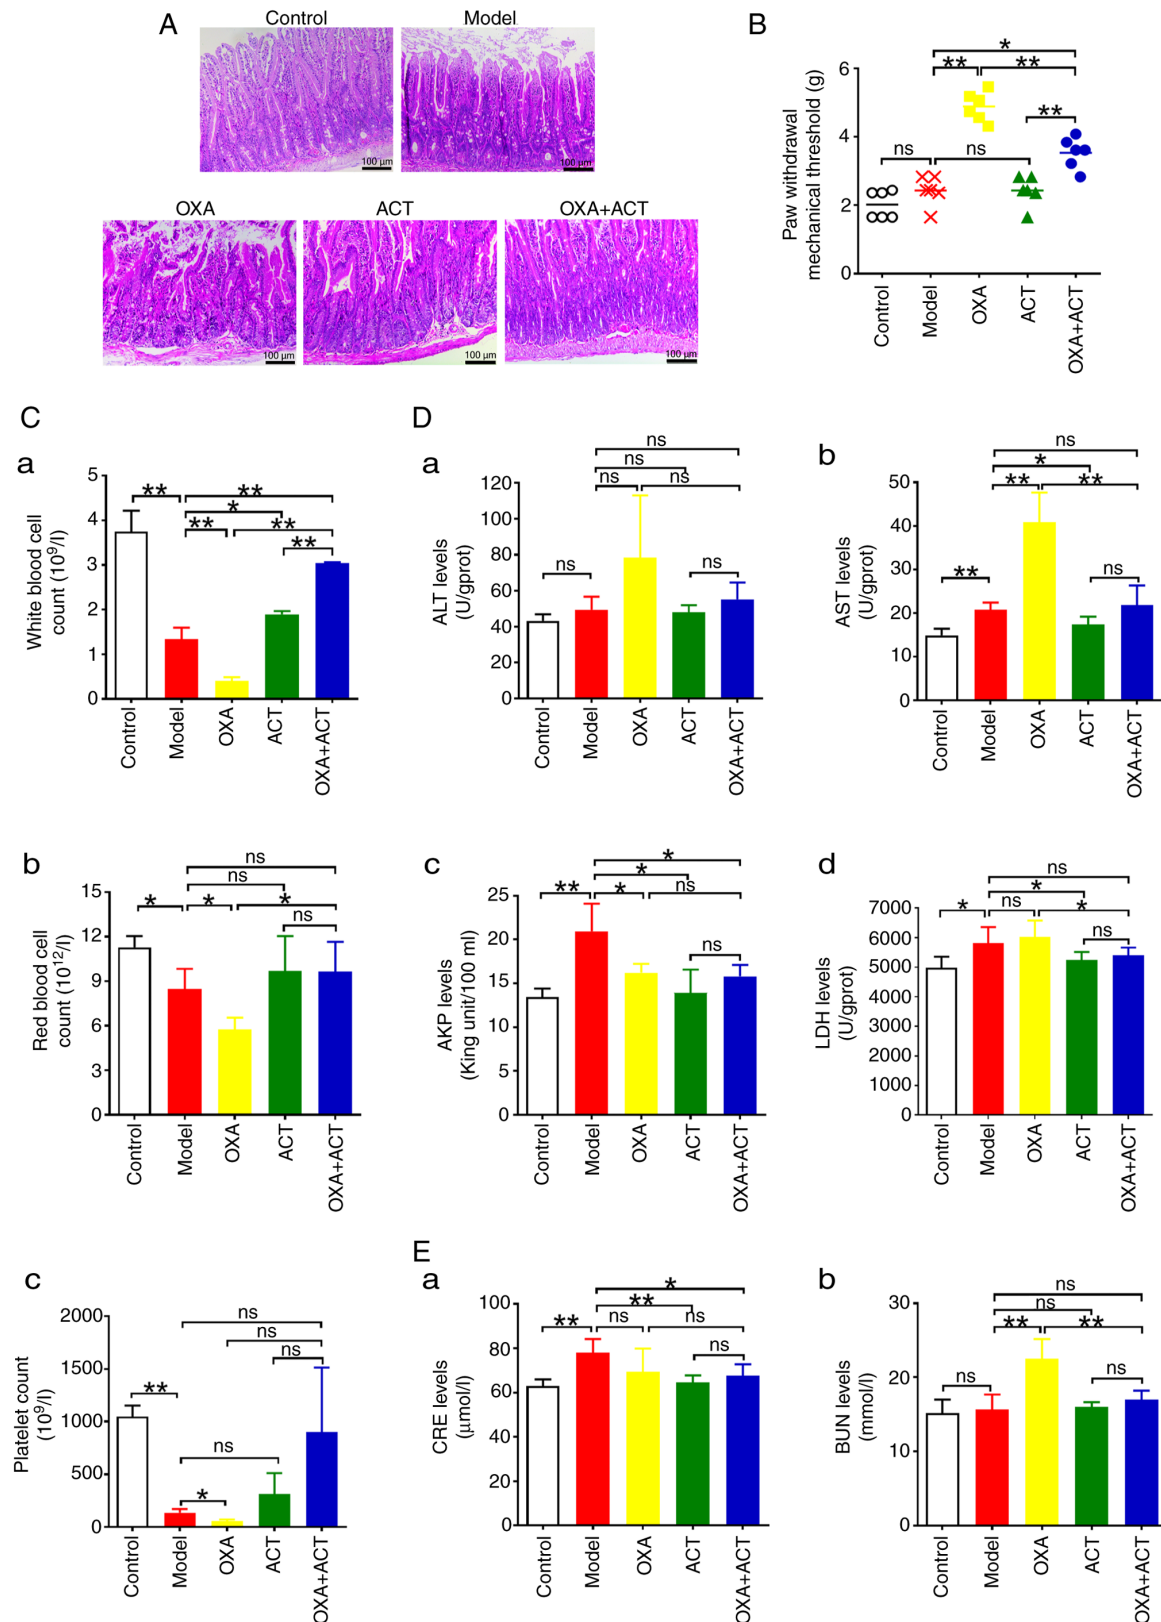 A
Control
Model
100 µm
100 µm
OXA
ACT
OXA+ACT
100 µm
100 µm
100 µm
B
Paw withdrawal
mechanical threshold (g)
6
4
2
0
*
**
**
**
ns
ns
Control
Model
OXA
ACT
OXA+ACT
C
a
White blood cell
count (10⁹/l)
5
4
3
2
1
0
**
**
*
**
**
**
Control
Model
OXA
ACT
OXA+ACT
b
Red blood cell
count (10¹²/l)
15
12
9
6
3
0
ns
ns
*
*
*
ns
Control
Model
OXA
ACT
OXA+ACT
c
Platelet count
(10⁹/l)
2000
1500
1000
500
0
ns
ns
ns
**
ns
*
Control
Model
OXA
ACT
OXA+ACT
D
a
ALT levels
(U/gprot)
120
100
80
60
40
20
0
ns
ns
ns
ns
ns
ns
Control
Model
OXA
ACT
OXA+ACT
b
AST levels
(U/gprot)
50
40
30
20
10
0
ns
*
**
**
**
ns
Control
Model
OXA
ACT
OXA+ACT
c
AKP levels
(King unit/100 ml)
25
20
15
10
5
0
*
*
**
*
ns
ns
Control
Model
OXA
ACT
OXA+ACT
d
LDH levels
(U/gprot)
7000
6000
5000
4000
3000
2000
1000
0
ns
*
*
ns
*
ns
Control
Model
OXA
ACT
OXA+ACT
E
a
CRE levels
(µmol/l)
100
80
60
40
20
0
*
**
**
ns
ns
ns
Control
Model
OXA
ACT
OXA+ACT
b
BUN levels
(mmol/l)
30
20
10
0
ns
ns
**
**
ns
ns
Control
Model
OXA
ACT
OXA+ACT